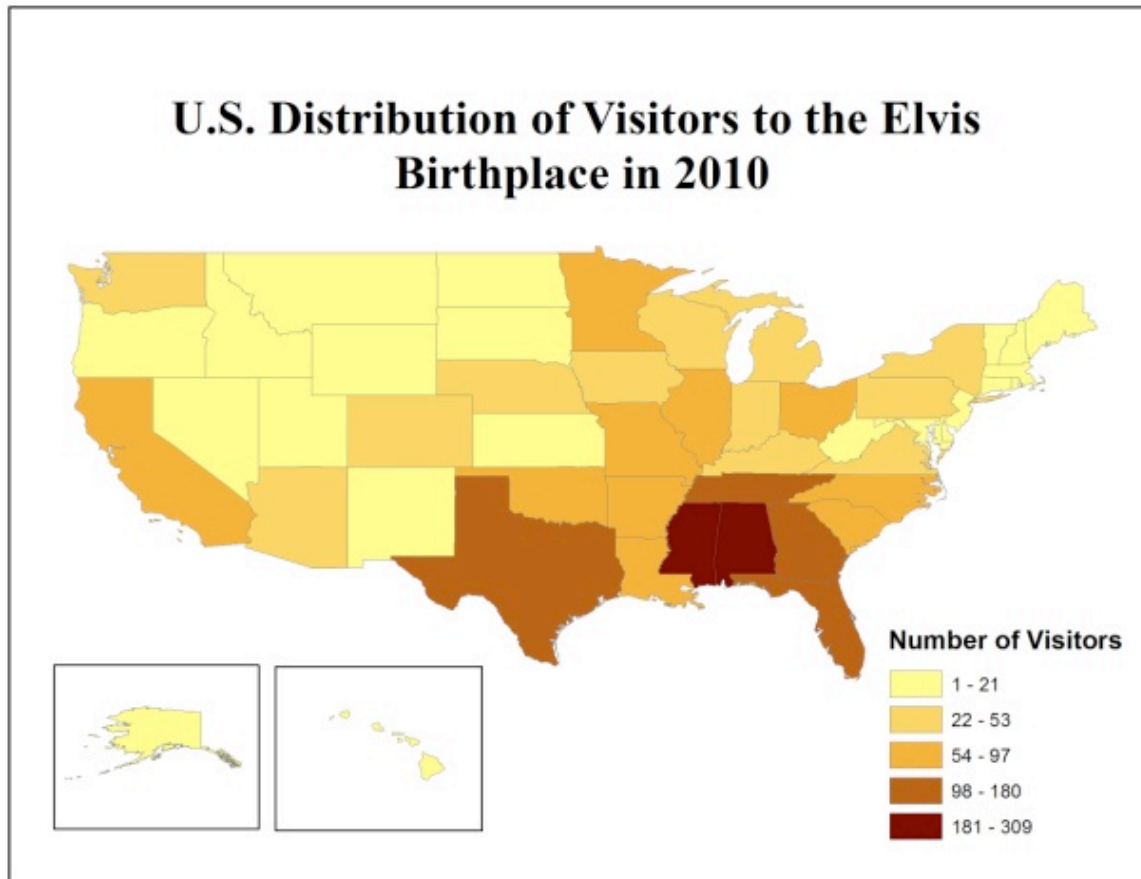 U.S. Distribution of Visitors to the Elvis
Birthplace in 2010
Number of Visitors
1 - 21
22 - 53
54 - 97
98 - 180
181 - 309